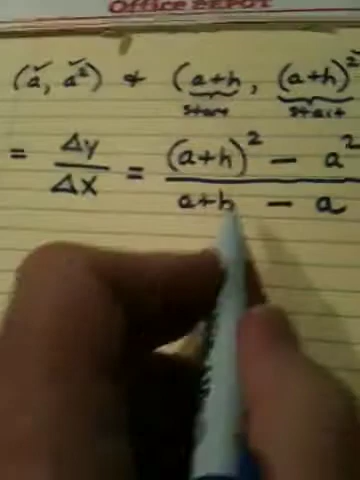 Office DEPOT
(a, a²) & (a+h, (a+h)²
start start
= Δy/Δx = (a+h)² - a² / a+h - a